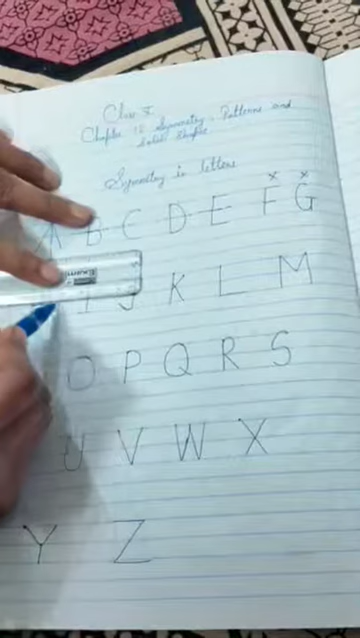 Class V
Chapter 12 Symmetry, Patterns and
Solid Shapes
Symmetry in letters
x x
A B C D E F G
I J K L M
O P Q R S
U V W X
Y Z